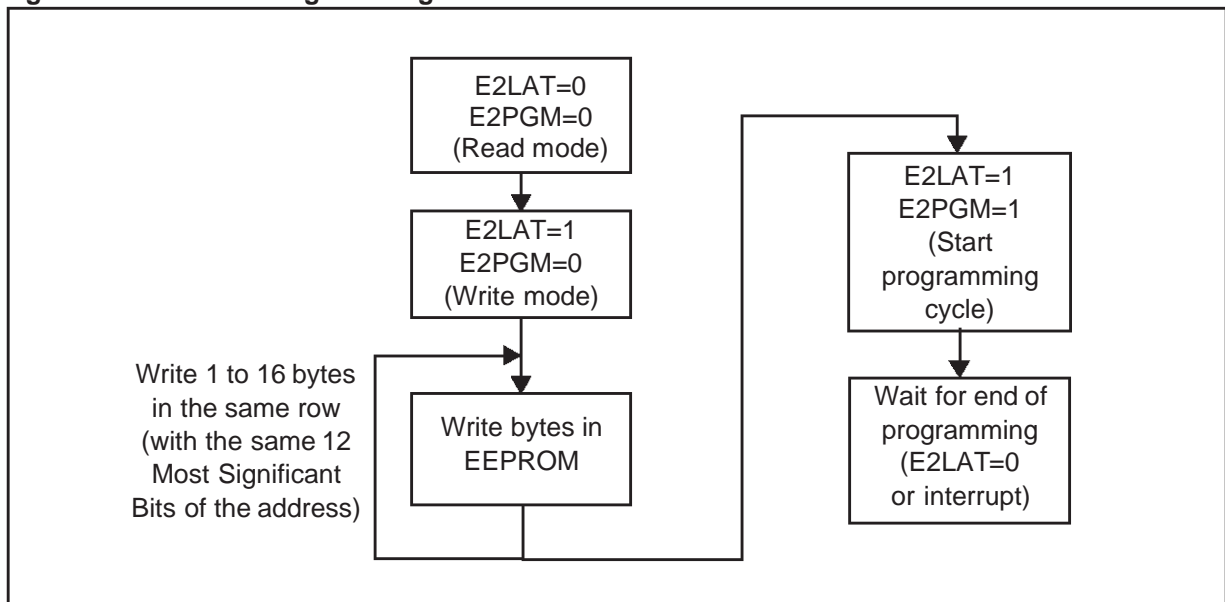 E2LAT=0
E2PGM=0
(Read mode)
E2LAT=1
E2PGM=0
(Write mode)
Write 1 to 16 bytes
in the same row
(with the same 12
Most Significant
Bits of the address)
Write bytes in
EEPROM
E2LAT=1
E2PGM=1
(Start
programming
cycle)
Wait for end of
programming
(E2LAT=0
or interrupt)